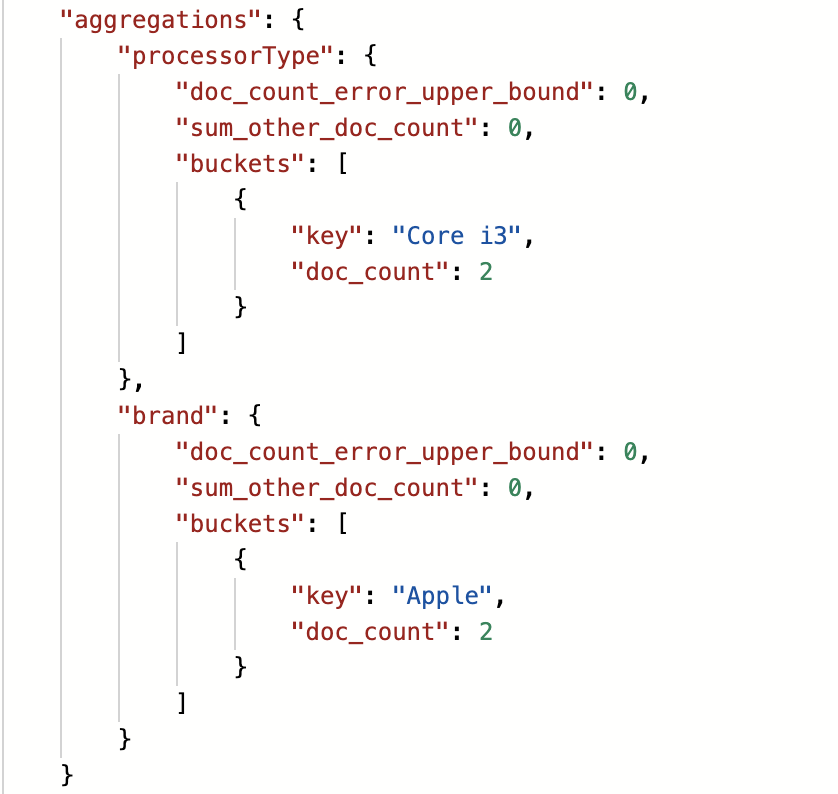 "aggregations": {
"processorType": {
"doc_count_error_upper_bound": 0,
"sum_other_doc_count": 0,
"buckets": [
{
"key": "Core i3",
"doc_count": 2
}
]
},
"brand": {
"doc_count_error_upper_bound": 0,
"sum_other_doc_count": 0,
"buckets": [
{
"key": "Apple",
"doc_count": 2
}
]
}
}